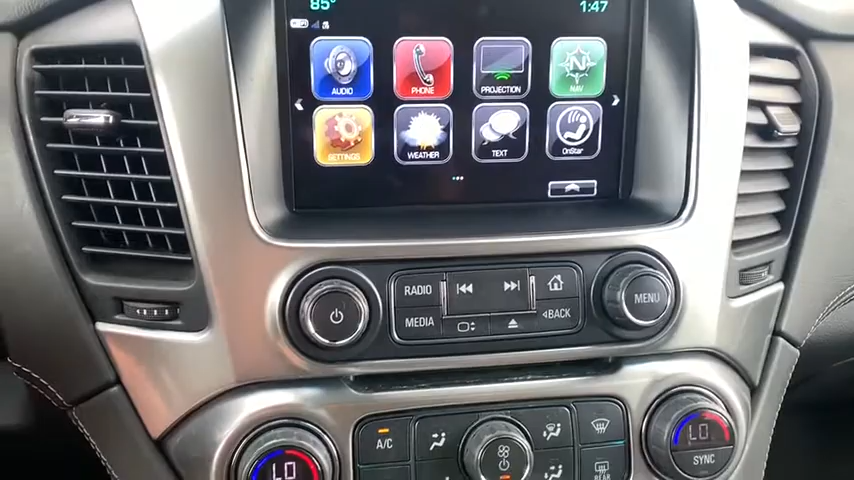 85°
1:47
AUDIO
PHONE
PROJECTION
N
NAV
SETTINGS
WEATHER
TEXT
OnStar
RADIO
MEDIA
BACK
MENU
A/C
LO
REAR
LO
SYNC